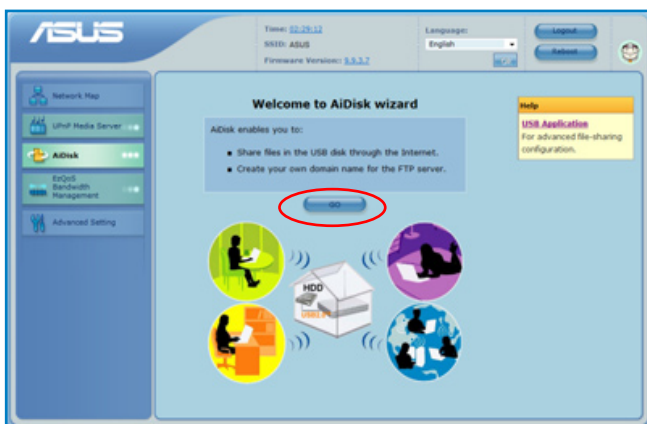 ASUS
Time: 02:29:12
SSID: ASUS
Firmware Version: 3.9.3.7
Language:
English
Logout
Reboot
Network Map
UPnP Media Server
AiDisk
EzQoS
Bandwidth
Management
Advanced Setting
Welcome to AiDisk wizard
AiDisk enables you to:
Share files in the USB disk through the Internet.
Create your own domain name for the FTP server.
GO
HDD
Help
USB Application
For advanced file-sharing
configuration.